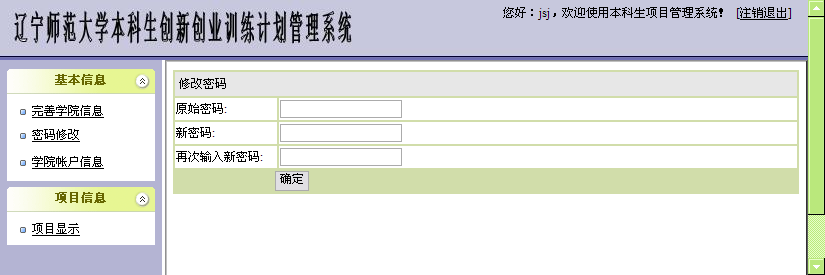 辽宁师范大学本科生创新创业训练计划管理系统
您好：jsj，欢迎使用本科生项目管理系统！ [注销退出]
基本信息
完善学院信息
密码修改
学院帐户信息
项目信息
项目显示
修改密码
原始密码:
新密码:
再次输入新密码:
确定